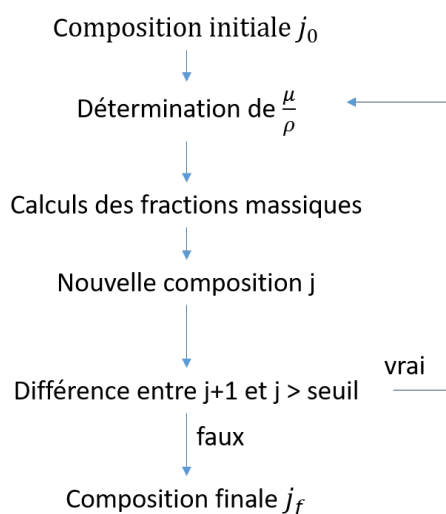 Composition initiale j₀
Détermination de μ/ρ
Calculs des fractions massiques
Nouvelle composition j
Différence entre j+1 et j > seuil
vrai
faux
Composition finale j_f